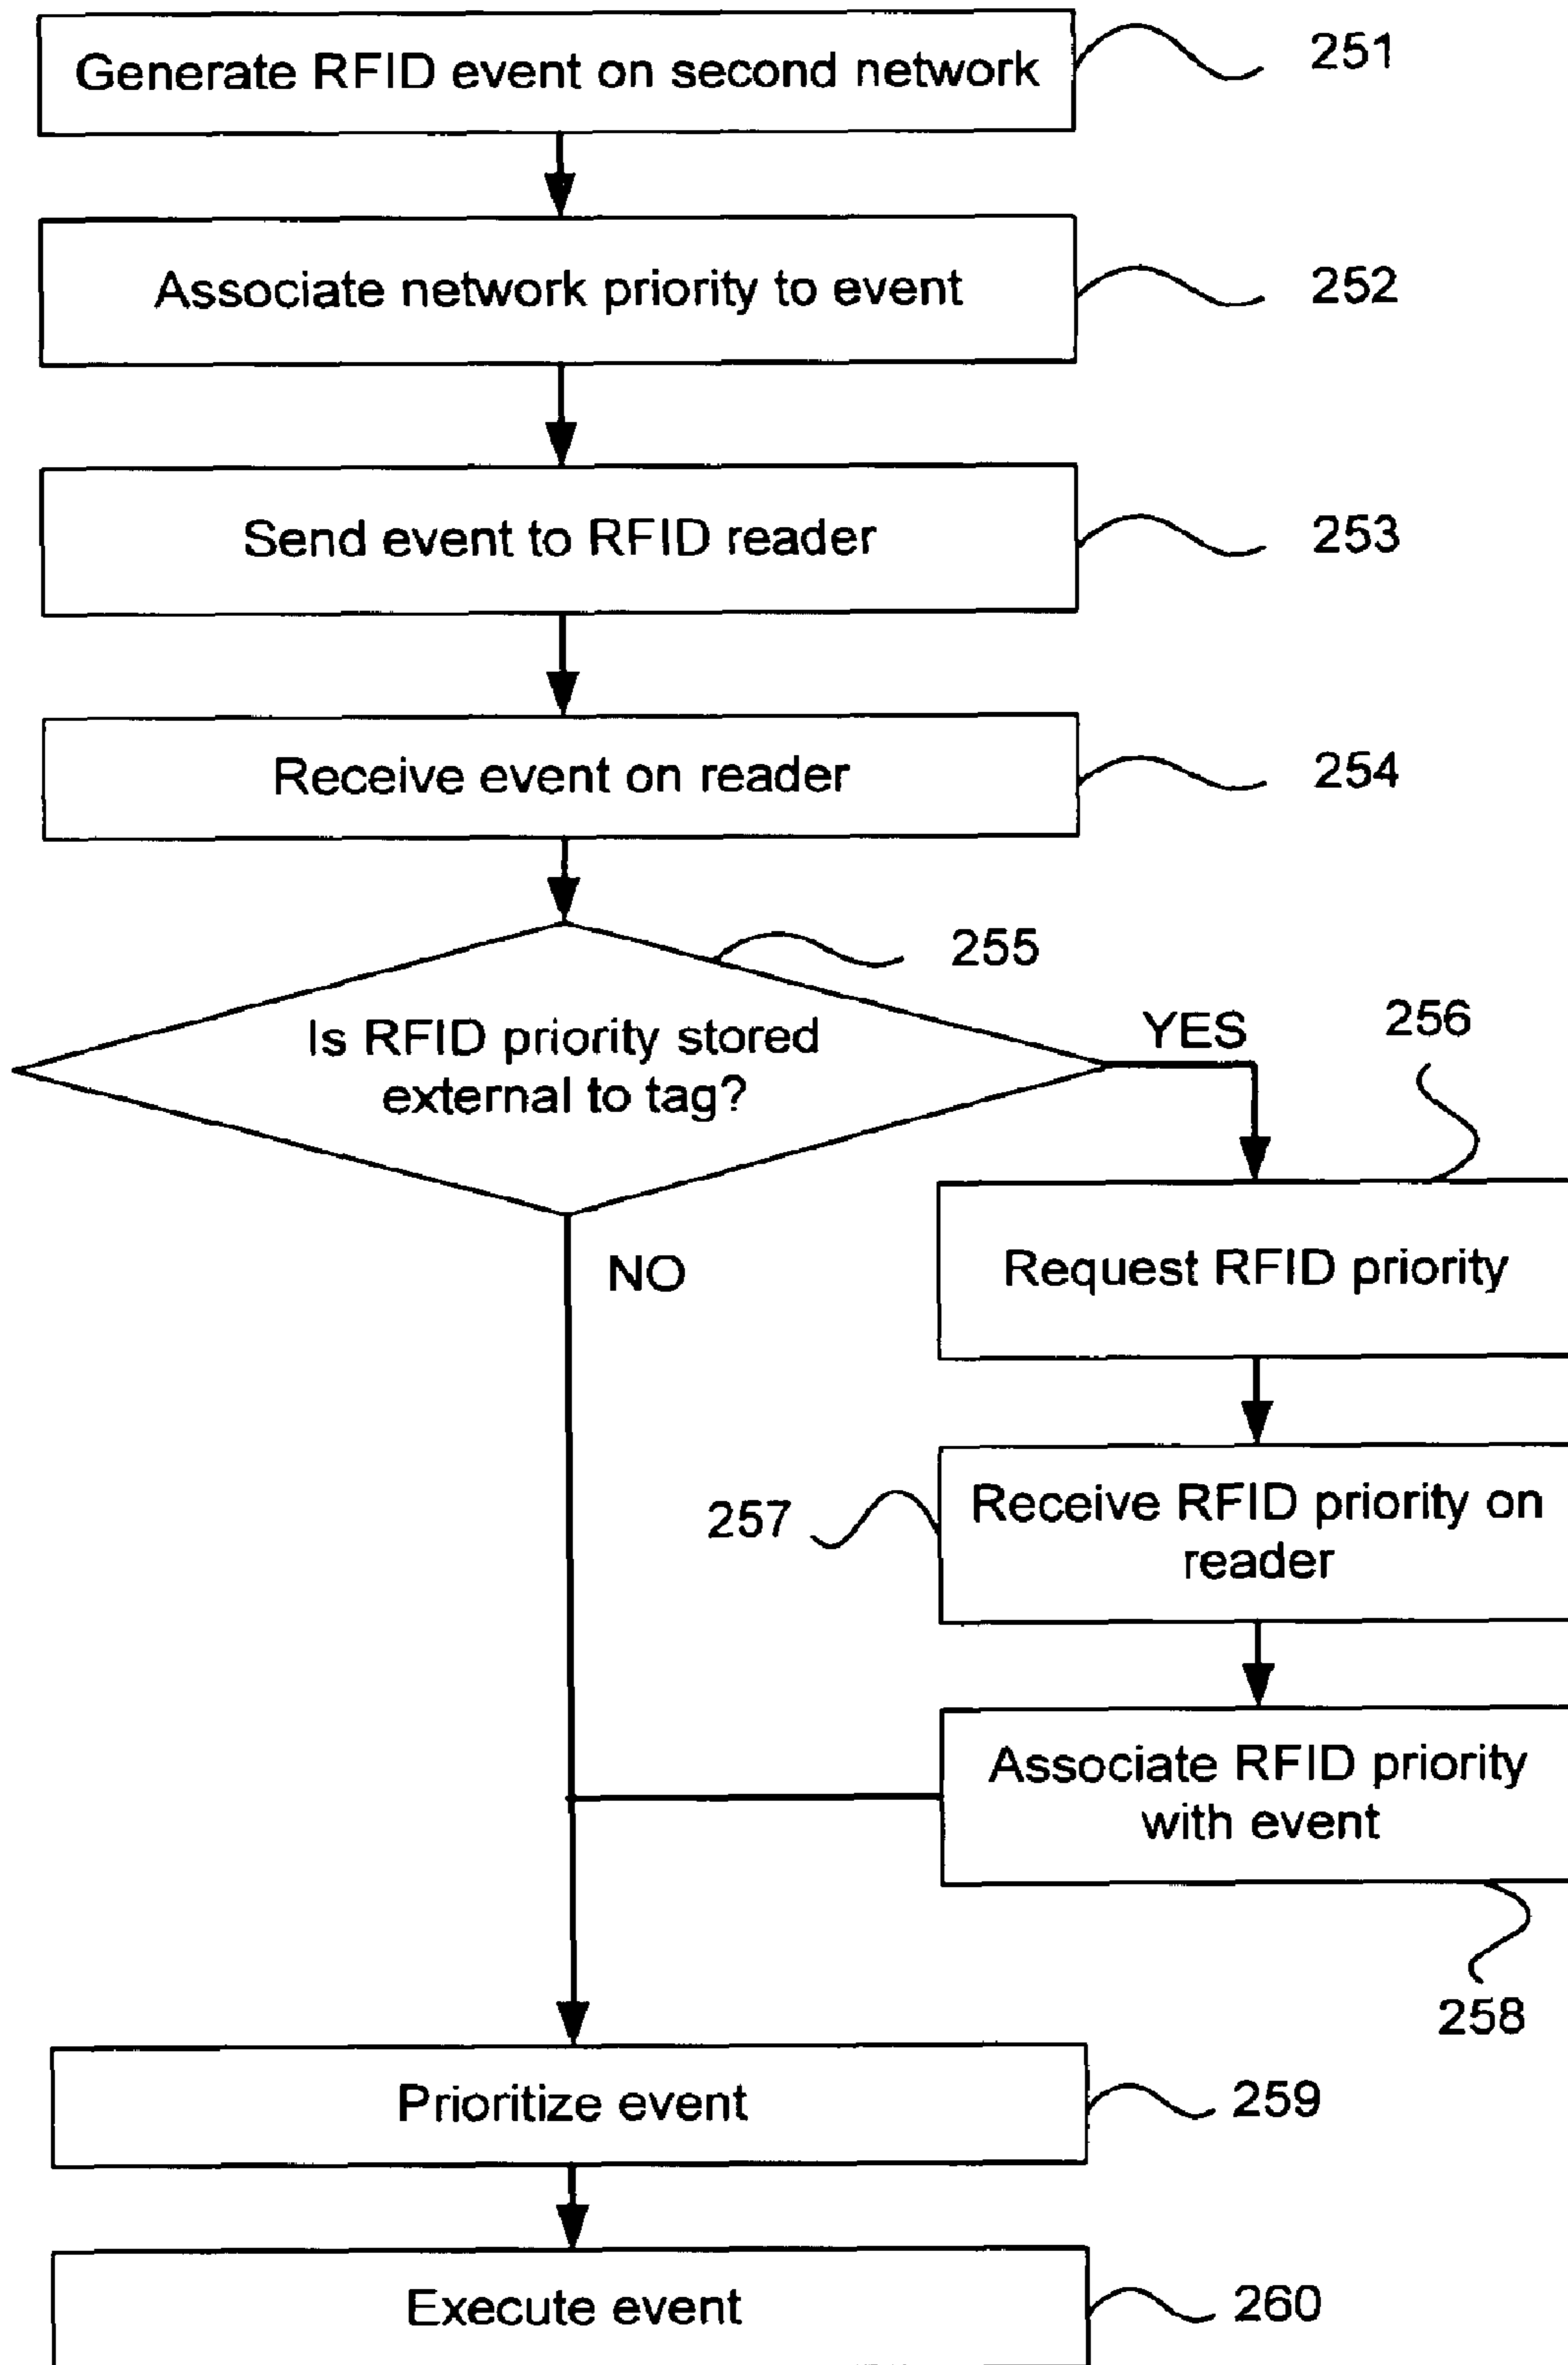 Generate RFID event on second network
251
Associate network priority to event
252
Send event to RFID reader
253
Receive event on reader
254
255
Is RFID priority stored
external to tag?
YES
256
NO
Request RFID priority
257
Receive RFID priority on
reader
Associate RFID priority
with event
258
Prioritize event
259
Execute event
260